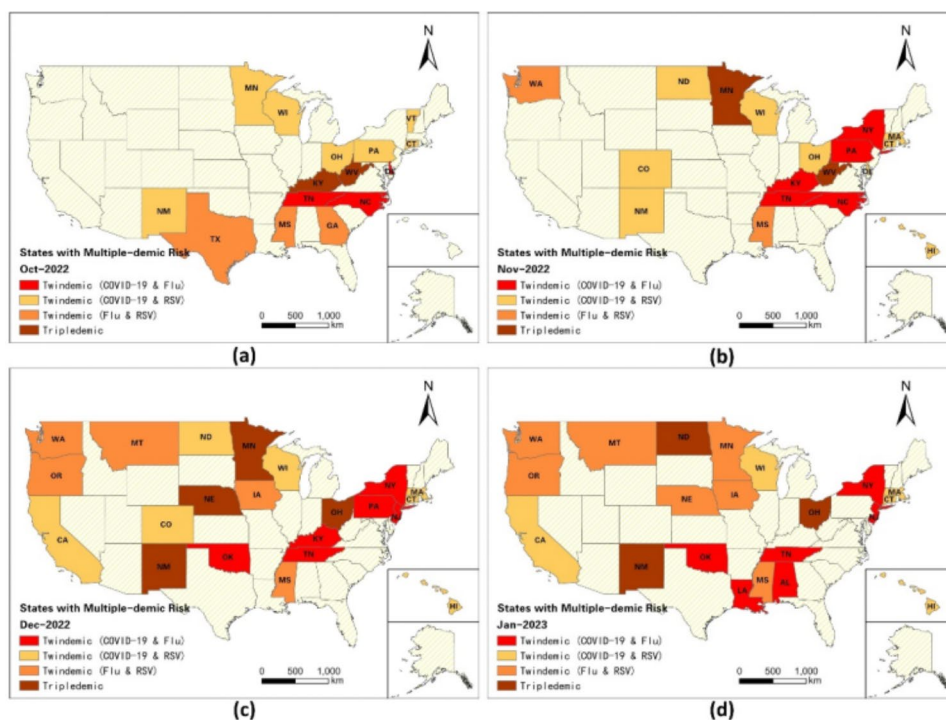 N
MN
WI
VT
CT
OH
PA
KY
WV
TN
NC
NM
TX
MS
GA
States with Multiple-demic Risk
Oct-2022
Twindemic (COVID-19 & Flu)
Twindemic (COVID-19 & RSV)
Twindemic (Flu & RSV)
Tripledemic
0 500 1,000
km
(a)
N
WA
ND
MN
WI
NY
MA
CT
PA
OH
WV
DE
CO
KY
TN
NC
NM
MS
HI
States with Multiple-demic Risk
Nov-2022
Twindemic (COVID-19 & Flu)
Twindemic (COVID-19 & RSV)
Twindemic (Flu & RSV)
Tripledemic
0 500 1,000
km
(b)
N
WA
MT
ND
MN
OR
WI
NY
MA
CT
IA
NE
PA
OH
CA
CO
KY
TN
OK
NM
MS
HI
States with Multiple-demic Risk
Dec-2022
Twindemic (COVID-19 & Flu)
Twindemic (COVID-19 & RSV)
Twindemic (Flu & RSV)
Tripledemic
0 500 1,000
km
(c)
N
WA
MT
ND
MN
OR
WI
NY
MA
CT
IA
NE
OH
CA
TN
OK
NM
MS
AL
LA
HI
States with Multiple-demic Risk
Jan-2023
Twindemic (COVID-19 & Flu)
Twindemic (COVID-19 & RSV)
Twindemic (Flu & RSV)
Tripledemic
0 500 1,000
km
(d)